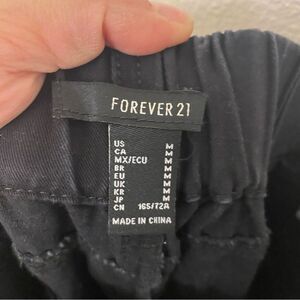 FOREVER 21
US M
CA M
MX/ECU M
BR M
EU M
UK M
KR M
JP M
CN 165/72A
MADE IN CHINA